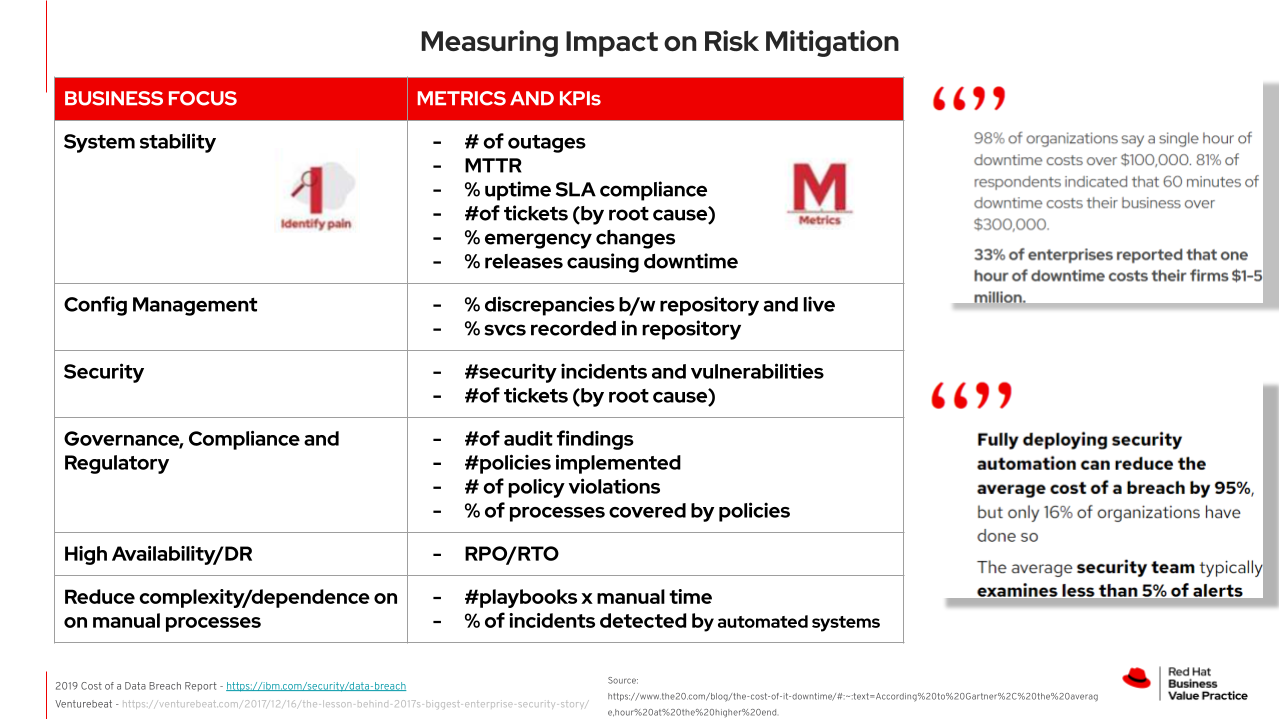 Measuring Impact on Risk Mitigation
BUSINESS FOCUS
METRICS AND KPIs
System stability
Identify pain
- # of outages
- MTTR
- % uptime SLA compliance
- #of tickets (by root cause)
- % emergency changes
- % releases causing downtime
M
Metrics
Config Management
- % discrepancies b/w repository and live
- % svcs recorded in repository
Security
- #security incidents and vulnerabilities
- #of tickets (by root cause)
Governance, Compliance and
Regulatory
- #of audit findings
- #policies implemented
- # of policy violations
- % of processes covered by policies
High Availability/DR
- RPO/RTO
Reduce complexity/dependence on
on manual processes
- #playbooks x manual time
- % of incidents detected by automated systems
98% of organizations say a single hour of
downtime costs over $100,000. 81% of
respondents indicated that 60 minutes of
downtime costs their business over
$300,000.
33% of enterprises reported that one
hour of downtime costs their firms $1-5
million.
Fully deploying security
automation can reduce the
average cost of a breach by 95%,
but only 16% of organizations have
done so
The average security team typically
examines less than 5% of alerts
2019 Cost of a Data Breach Report - https://ibm.com/security/data-breach
Venturebeat - https://venturebeat.com/2017/12/16/the-lesson-behind-2017s-biggest-enterprise-security-story/
Source:
https://www.the20.com/blog/the-cost-of-it-downtime/#:~:text=According%20to%20Gartner%2C%20the%20averag
e,hour%20at%20the%20higher%20end.
Red Hat
Business
Value Practice